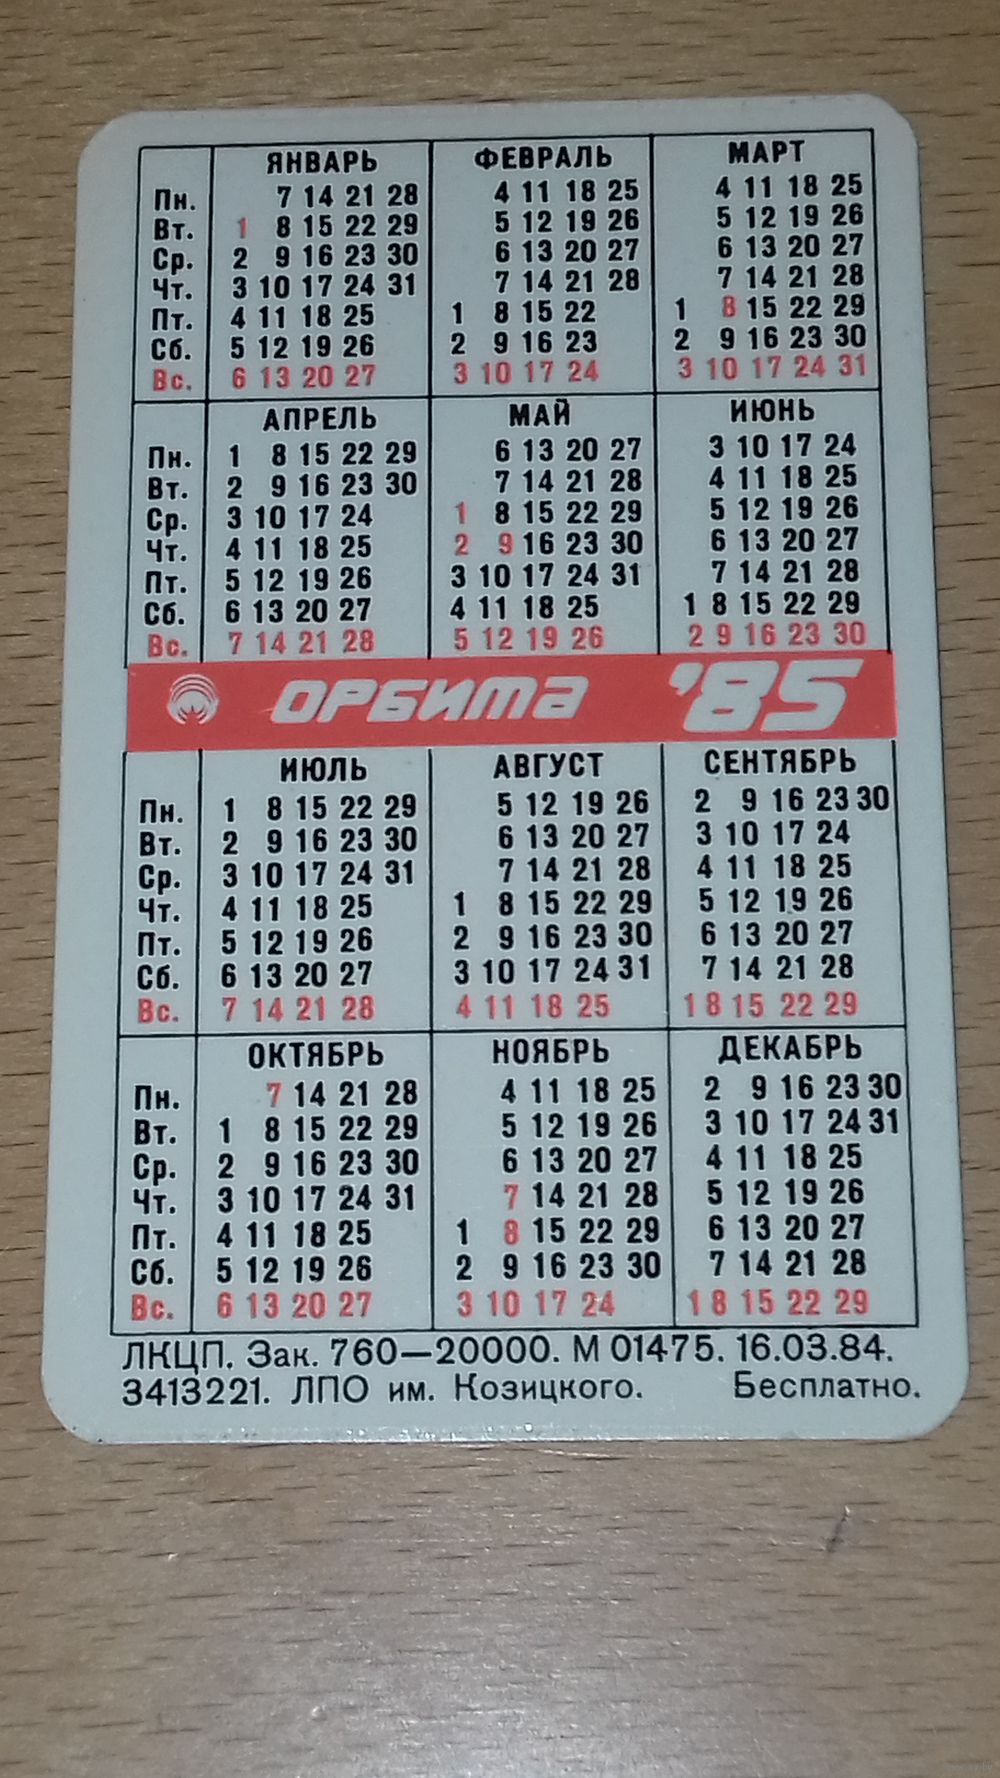 ЯНВАРЬ ФЕВРАЛЬ МАРТ
Пн. 7 14 21 28 4 11 18 25 4 11 18 25
Вт. 1 8 15 22 29 5 12 19 26 5 12 19 26
Ср. 2 9 16 23 30 6 13 20 27 6 13 20 27
Чт. 3 10 17 24 31 7 14 21 28 7 14 21 28
Пт. 4 11 18 25 1 8 15 22 1 8 15 22 29
Сб. 5 12 19 26 2 9 16 23 2 9 16 23 30
Вс. 6 13 20 27 3 10 17 24 3 10 17 24 31
АПРЕЛЬ МАЙ ИЮНЬ
Пн. 1 8 15 22 29 6 13 20 27 3 10 17 24
Вт. 2 9 16 23 30 7 14 21 28 4 11 18 25
Ср. 3 10 17 24 1 8 15 22 29 5 12 19 26
Чт. 4 11 18 25 2 9 16 23 30 6 13 20 27
Пт. 5 12 19 26 3 10 17 24 31 7 14 21 28
Сб. 6 13 20 27 4 11 18 25 1 8 15 22 29
Вс. 7 14 21 28 5 12 19 26 2 9 16 23 30
ОРБИТА '85
ИЮЛЬ АВГУСТ СЕНТЯБРЬ
Пн. 1 8 15 22 29 5 12 19 26 2 9 16 23 30
Вт. 2 9 16 23 30 6 13 20 27 3 10 17 24
Ср. 3 10 17 24 31 7 14 21 28 4 11 18 25
Чт. 4 11 18 25 1 8 15 22 29 5 12 19 26
Пт. 5 12 19 26 2 9 16 23 30 6 13 20 27
Сб. 6 13 20 27 3 10 17 24 31 7 14 21 28
Вс. 7 14 21 28 4 11 18 25 1 8 15 22 29
ОКТЯБРЬ НОЯБРЬ ДЕКАБРЬ
Пн. 7 14 21 28 4 11 18 25 2 9 16 23 30
Вт. 1 8 15 22 29 5 12 19 26 3 10 17 24 31
Ср. 2 9 16 23 30 6 13 20 27 4 11 18 25
Чт. 3 10 17 24 31 7 14 21 28 5 12 19 26
Пт. 4 11 18 25 1 8 15 22 29 6 13 20 27
Сб. 5 12 19 26 2 9 16 23 30 7 14 21 28
Вс. 6 13 20 27 3 10 17 24 1 8 15 22 29
ЛКЦП. Зак. 760—20000. М 01475. 16.03.84.
3413221. ЛПО им. Козицкого. Бесплатно.